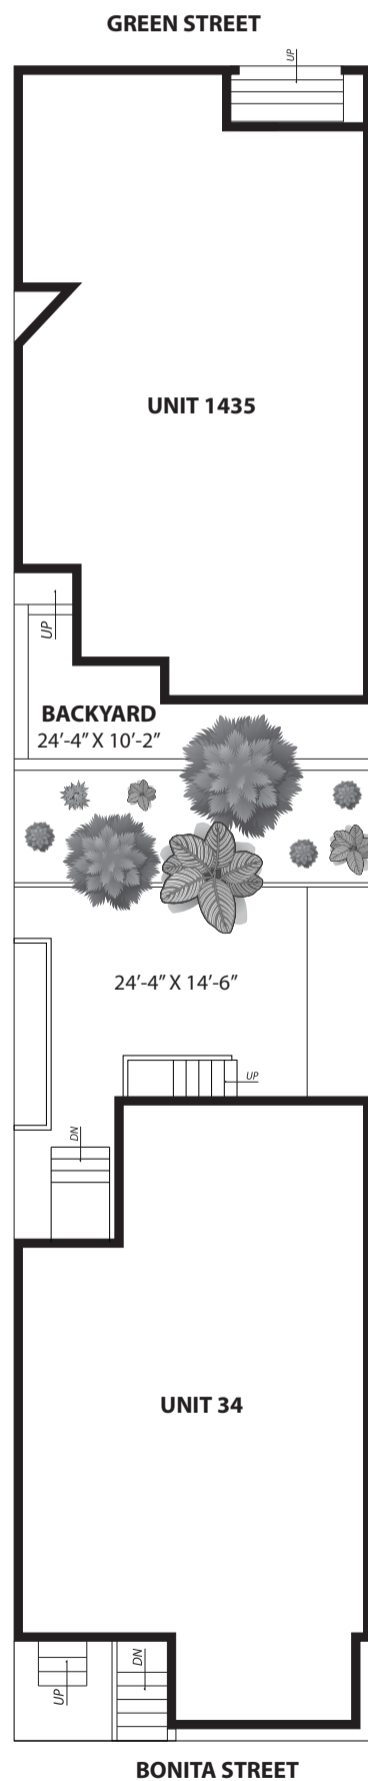 GREEN STREET
UP
UNIT 1435
UP
BACKYARD
24'-4" X 10'-2"
24'-4" X 14'-6"
UP
DN
UNIT 34
DN
UP
BONITA STREET